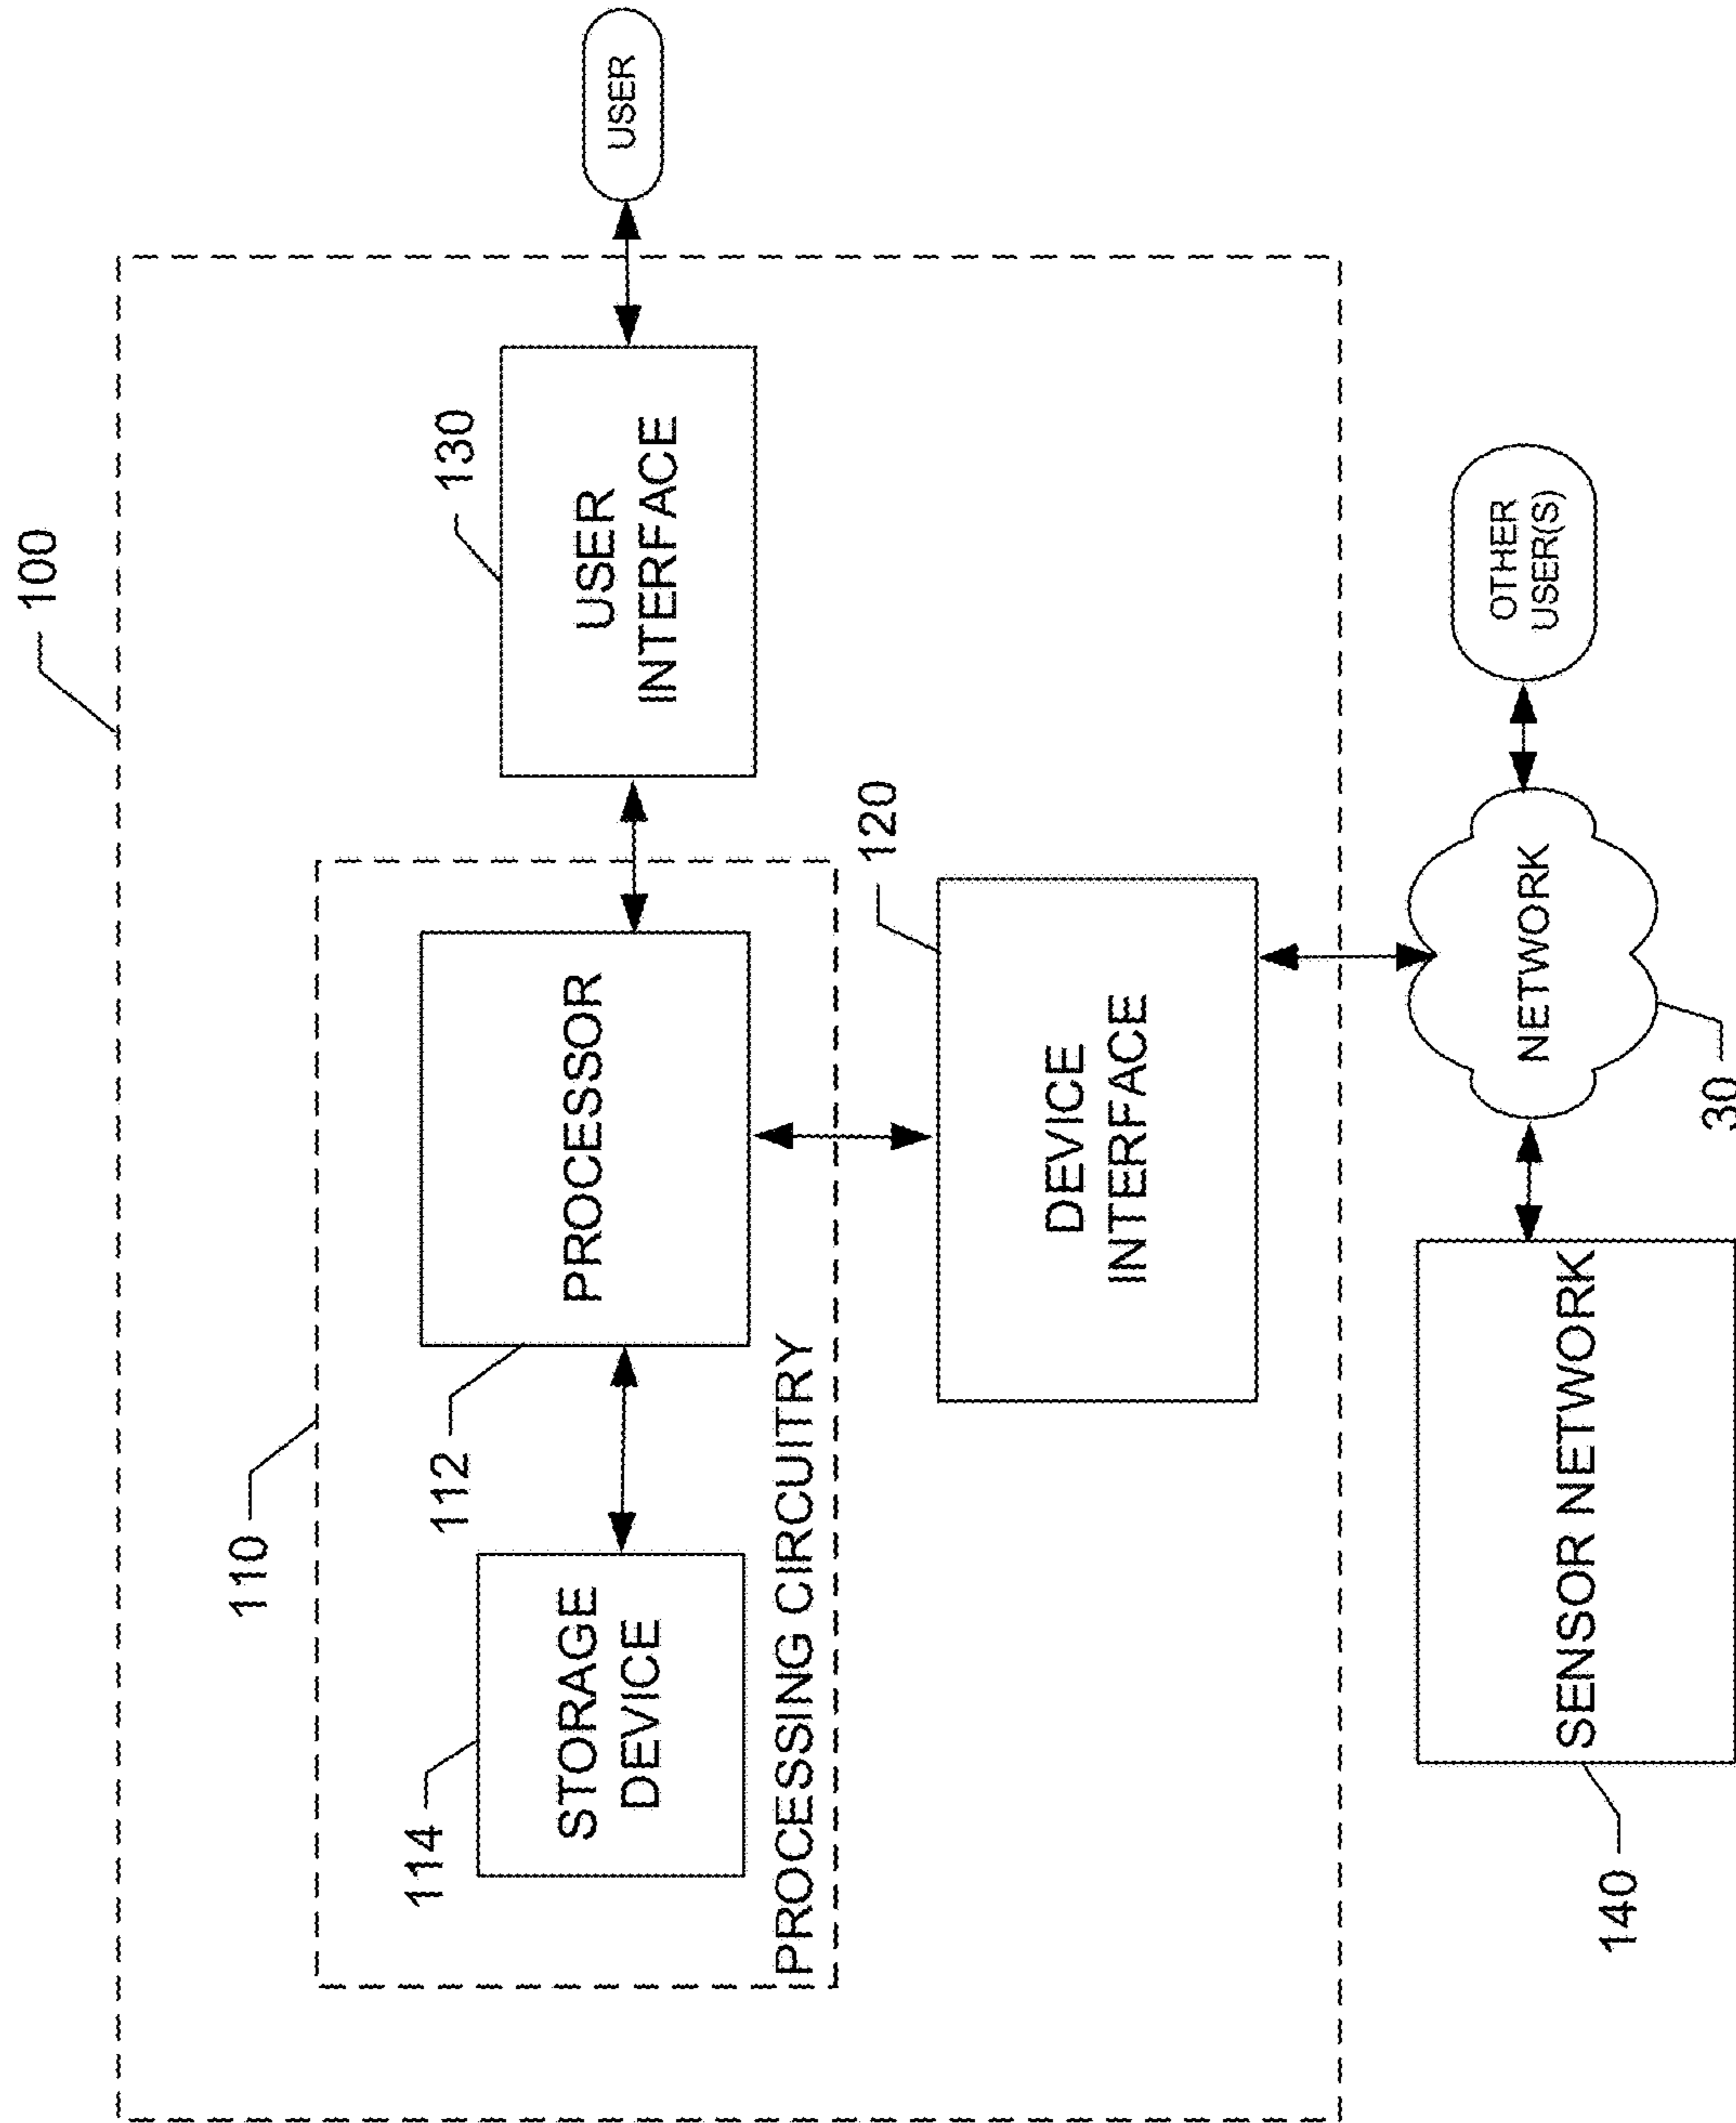 100
110
114
STORAGE
DEVICE
112
PROCESSOR
130
USER
INTERFACE
USER
PROCESSING CIRCUITRY
120
DEVICE
INTERFACE
140
SENSOR NETWORK
NETWORK
30
OTHER
USER(S)